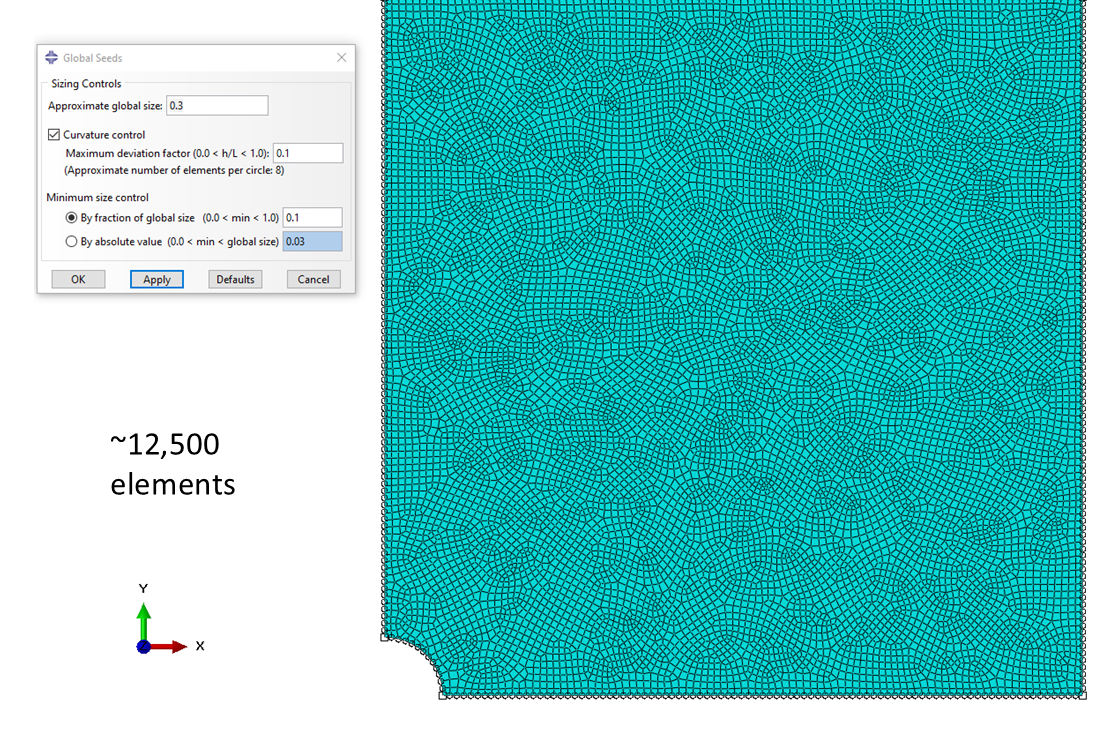 Global Seeds
Sizing Controls
Approximate global size: 0.3
Curvature control
Maximum deviation factor (0.0 < h/L < 1.0): 0.1
(Approximate number of elements per circle: 8)
Minimum size control
By fraction of global size (0.0 < min < 1.0) 0.1
By absolute value (0.0 < min < global size) 0.03
OK Apply Defaults Cancel
~12,500
elements
Y
X